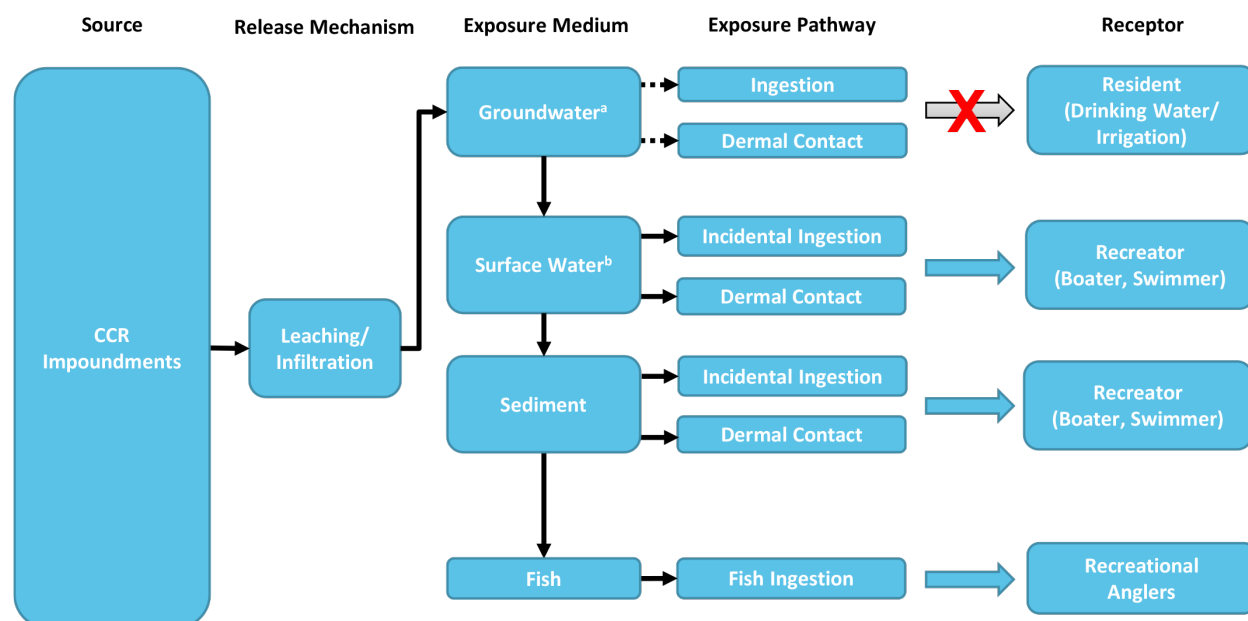 Source
Release Mechanism
Exposure Medium
Exposure Pathway
Receptor
CCR
Impoundments
Leaching/
Infiltration
Groundwaterᵃ
Ingestion
Dermal Contact
X
Resident
(Drinking Water/
Irrigation)
Surface Waterᵇ
Incidental Ingestion
Dermal Contact
Recreator
(Boater, Swimmer)
Sediment
Incidental Ingestion
Dermal Contact
Recreator
(Boater, Swimmer)
Fish
Fish Ingestion
Recreational
Anglers